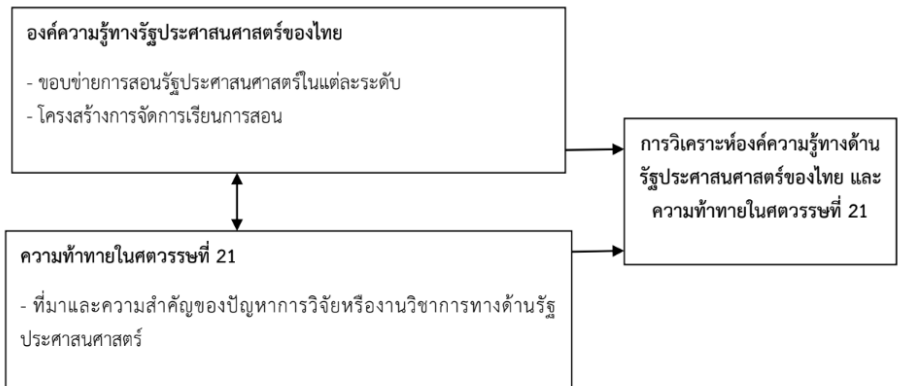 องค์ความรู้ทางรัฐประศาสนศาสตร์ของไทย
- ขอบข่ายการสอนรัฐประศาสนศาสตร์ในแต่ละระดับ
- โครงสร้างการจัดการเรียนการสอน
การวิเคราะห์องค์ความรู้ทางด้าน
รัฐประศาสนศาสตร์ของไทย และ
ความท้าทายในศตวรรษที่ 21
ความท้าทายในศตวรรษที่ 21
- ที่มาและความสำคัญของปัญหาการวิจัยหรืองานวิชาการทางด้านรัฐ
ประศาสนศาสตร์